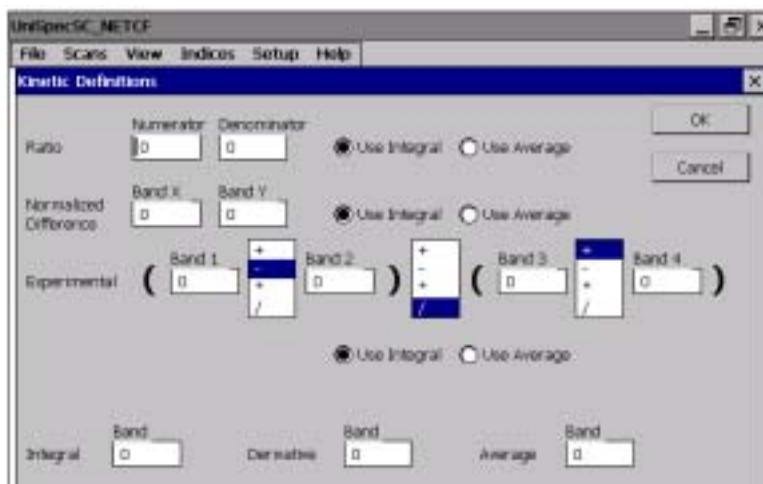 UniSpecSC_NETCF
File Scans View Indices Setup Help
Kinetic Definitions
Numerator Denominator
Ratio 0 0 Use Integral Use Average OK
Cancel
Band X Band Y
Normalized Difference 0 0 Use Integral Use Average
Band 1 + - + / Band 2 + - + / Band 3 + - + / Band 4
Experimental ( 0 0 ) ( 0 0 )
Use Integral Use Average
Band Band Band
Integral 0 Derivative 0 Average 0